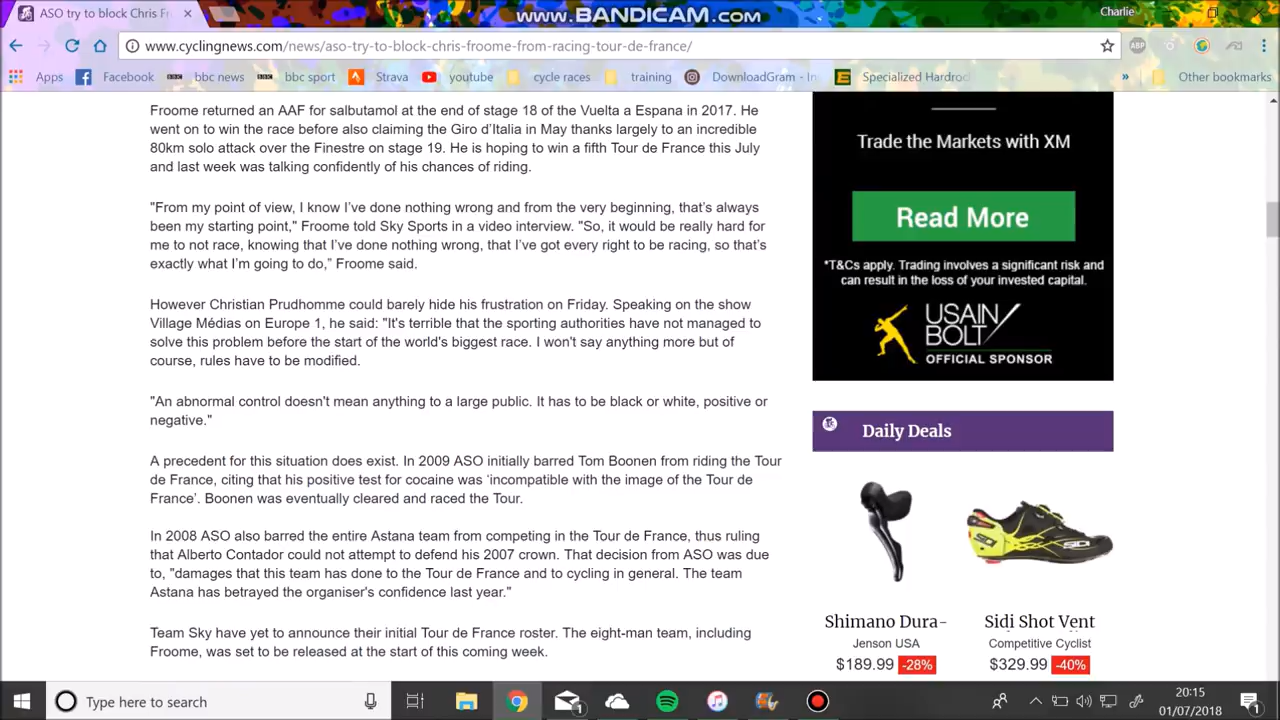 ASO try to block Chris Fr
www.BANDICAM.com
Charlie
www.cyclingnews.com/news/aso-try-to-block-chris-froome-from-racing-tour-de-france/
ABP
Apps Facebook bbc news bbc sport Strava youtube cycle races training DownloadGram - In Specialized Hardroc » Other bookmarks
Froome returned an AAF for salbutamol at the end of stage 18 of the Vuelta a Espana in 2017. He
went on to win the race before also claiming the Giro d'Italia in May thanks largely to an incredible
80km solo attack over the Finestre on stage 19. He is hoping to win a fifth Tour de France this July
and last week was talking confidently of his chances of riding.
"From my point of view, I know I've done nothing wrong and from the very beginning, that's always
been my starting point," Froome told Sky Sports in a video interview. "So, it would be really hard for
me to not race, knowing that I've done nothing wrong, that I've got every right to be racing, so that's
exactly what I'm going to do," Froome said.
However Christian Prudhomme could barely hide his frustration on Friday. Speaking on the show
Village Médias on Europe 1, he said: "It's terrible that the sporting authorities have not managed to
solve this problem before the start of the world's biggest race. I won't say anything more but of
course, rules have to be modified.
"An abnormal control doesn't mean anything to a large public. It has to be black or white, positive or
negative."
A precedent for this situation does exist. In 2009 ASO initially barred Tom Boonen from riding the Tour
de France, citing that his positive test for cocaine was 'incompatible with the image of the Tour de
France'. Boonen was eventually cleared and raced the Tour.
In 2008 ASO also barred the entire Astana team from competing in the Tour de France, thus ruling
that Alberto Contador could not attempt to defend his 2007 crown. That decision from ASO was due
to, "damages that this team has done to the Tour de France and to cycling in general. The team
Astana has betrayed the organiser's confidence last year."
Team Sky have yet to announce their initial Tour de France roster. The eight-man team, including
Froome, was set to be released at the start of this coming week.
Trade the Markets with XM
Read More
*T&Cs apply. Trading involves a significant risk and
can result in the loss of your invested capital.
USAIN
BOLT
OFFICIAL SPONSOR
Daily Deals
Shimano Dura-
Jenson USA
$189.99 -28%
Sidi Shot Vent
Competitive Cyclist
$329.99 -40%
Type here to search
1
20:15
01/07/2018
1